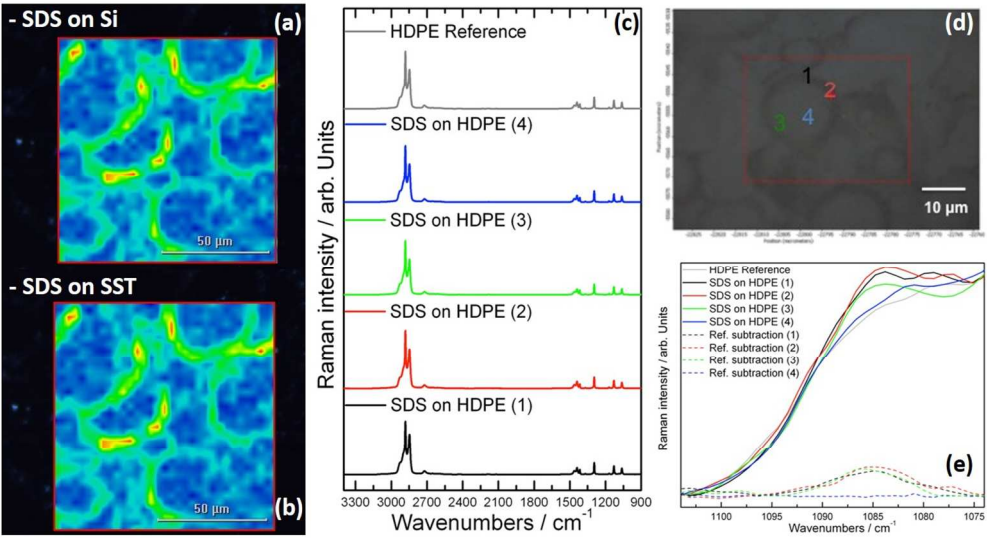 - SDS on Si
(a)
50 µm
- SDS on SST
50 µm
(b)
(c)
HDPE Reference
SDS on HDPE (4)
SDS on HDPE (3)
SDS on HDPE (2)
SDS on HDPE (1)
Raman intensity / arb. Units
3300 3000 2700 2400 2100 1800 1500 1200 900
Wavenumbers / cm⁻¹
(d)
1
2
3
4
10 µm
Position (micrometers)
HDPE Reference
SDS on HDPE (1)
SDS on HDPE (2)
SDS on HDPE (3)
SDS on HDPE (4)
Ref. subtraction (1)
Ref. subtraction (2)
Ref. subtraction (3)
Ref. subtraction (4)
Raman intensity / arb. Units
(e)
1100 1095 1090 1085 1080 1075
Wavenumbers / cm⁻¹